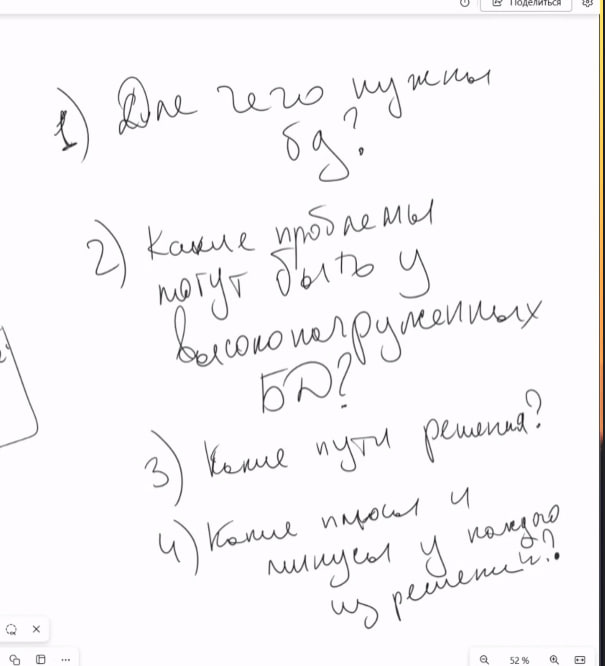 Поделиться
1) Для чего нужны
бд?
2) Какие проблемы
могут быть у
высоконагруженных
БД?
3) Какие пути решения?
4) Какие плюсы и
минусы у каждого
из решений?
52 %